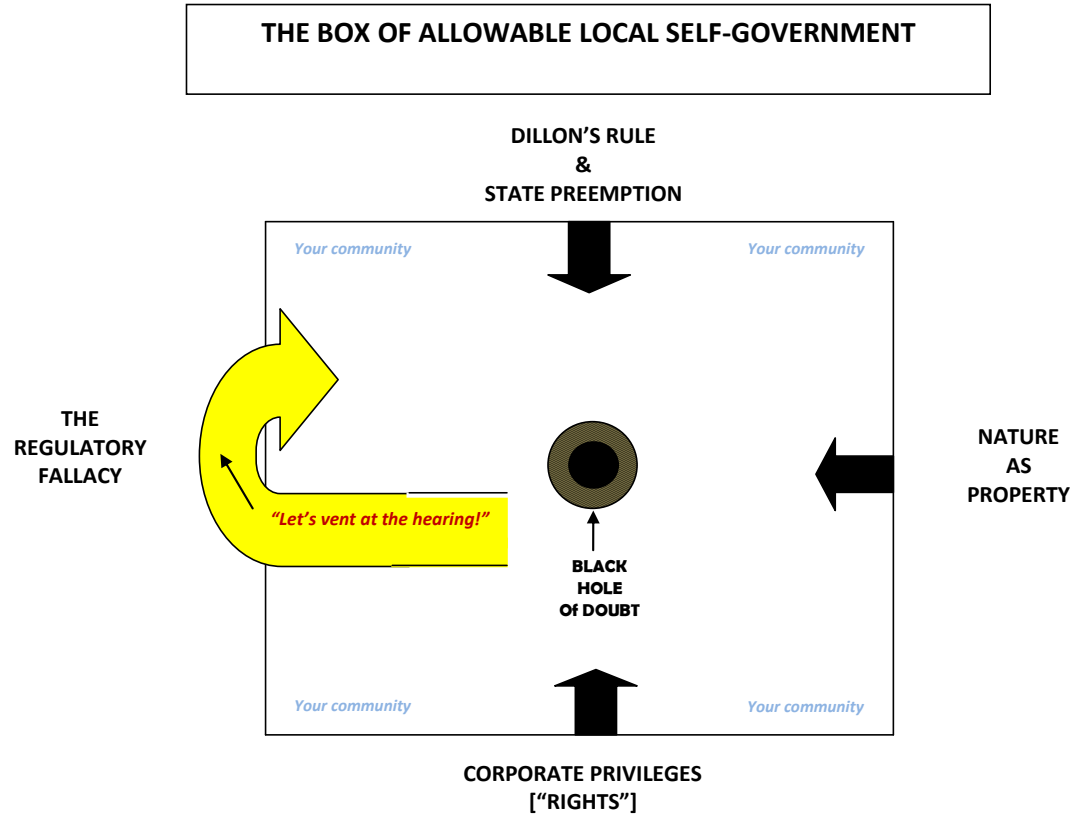 THE BOX OF ALLOWABLE LOCAL SELF-GOVERNMENT
DILLON’S RULE
&
STATE PREEMPTION
Your community
Your community
THE
REGULATORY
FALLACY
NATURE
AS
PROPERTY
“Let’s vent at the hearing!”
BLACK
HOLE
Of DOUBT
Your community
Your community
CORPORATE PRIVILEGES
[“RIGHTS”]